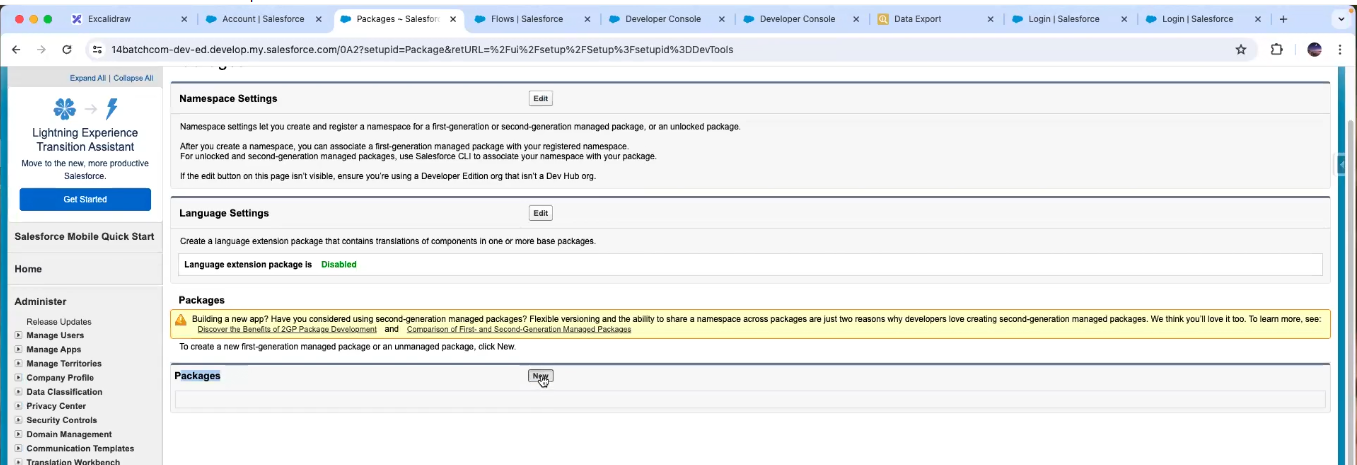 Excalidraw
Account | Salesforce
Packages ~ Salesforc
Flows | Salesforce
Developer Console
Developer Console
Data Export
Login | Salesforce
Login | Salesforce
14batchcom-dev-ed.develop.my.salesforce.com/0A2?setupid=Package&retURL=%2Fui%2Fsetup%2FSetup%3Fsetupid%3DDevTools
Expand All | Collapse All
Lightning Experience
Transition Assistant
Move to the new, more productive
Salesforce.
Get Started
Salesforce Mobile Quick Start
Home
Administer
Release Updates
Manage Users
Manage Apps
Manage Territories
Company Profile
Data Classification
Privacy Center
Security Controls
Domain Management
Communication Templates
Translation Workbench
Namespace Settings Edit
Namespace settings let you create and register a namespace for a first-generation or second-generation managed package, or an unlocked package.
After you create a namespace, you can associate a first-generation managed package with your registered namespace.
For unlocked and second-generation managed packages, use Salesforce CLI to associate your namespace with your package.
If the edit button on this page isn't visible, ensure you're using a Developer Edition org that isn't a Dev Hub org.
Language Settings Edit
Create a language extension package that contains translations of components in one or more base packages.
Language extension package is Disabled
Packages
Building a new app? Have you considered using second-generation managed packages? Flexible versioning and the ability to share a namespace across packages are just two reasons why developers love creating second-generation managed packages. We think you'll love it too. To learn more, see:
Discover the Benefits of 2GP Package Development and Comparison of First- and Second-Generation Managed Packages
To create a new first-generation managed package or an unmanaged package, click New.
Packages New